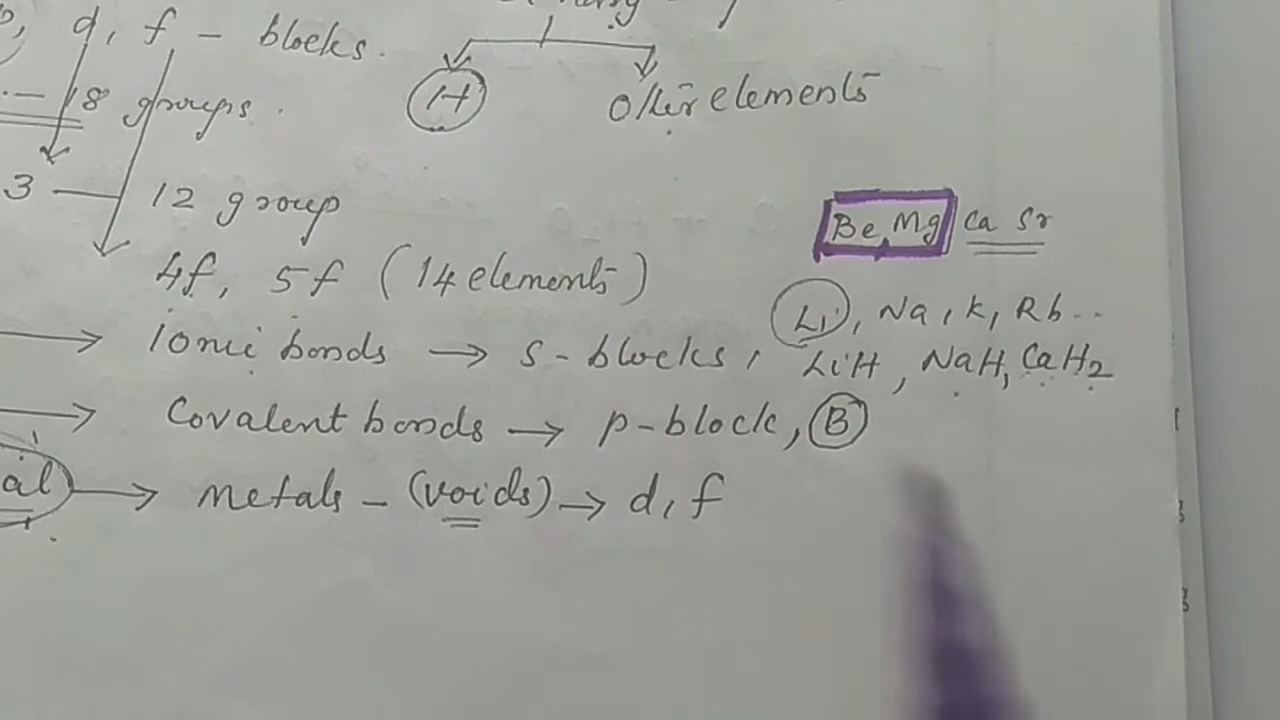 d, f - blocks.
H
Other elements
18 groups.
3 — 12 group
Be, Mg Ca Sr
4f, 5f (14 elements)
Li, Na, K, Rb..
Ionic bonds → s-blocks, LiH, NaH, CaH2
Covalent bonds → p-block, B
al → metals - (voids) → d, f